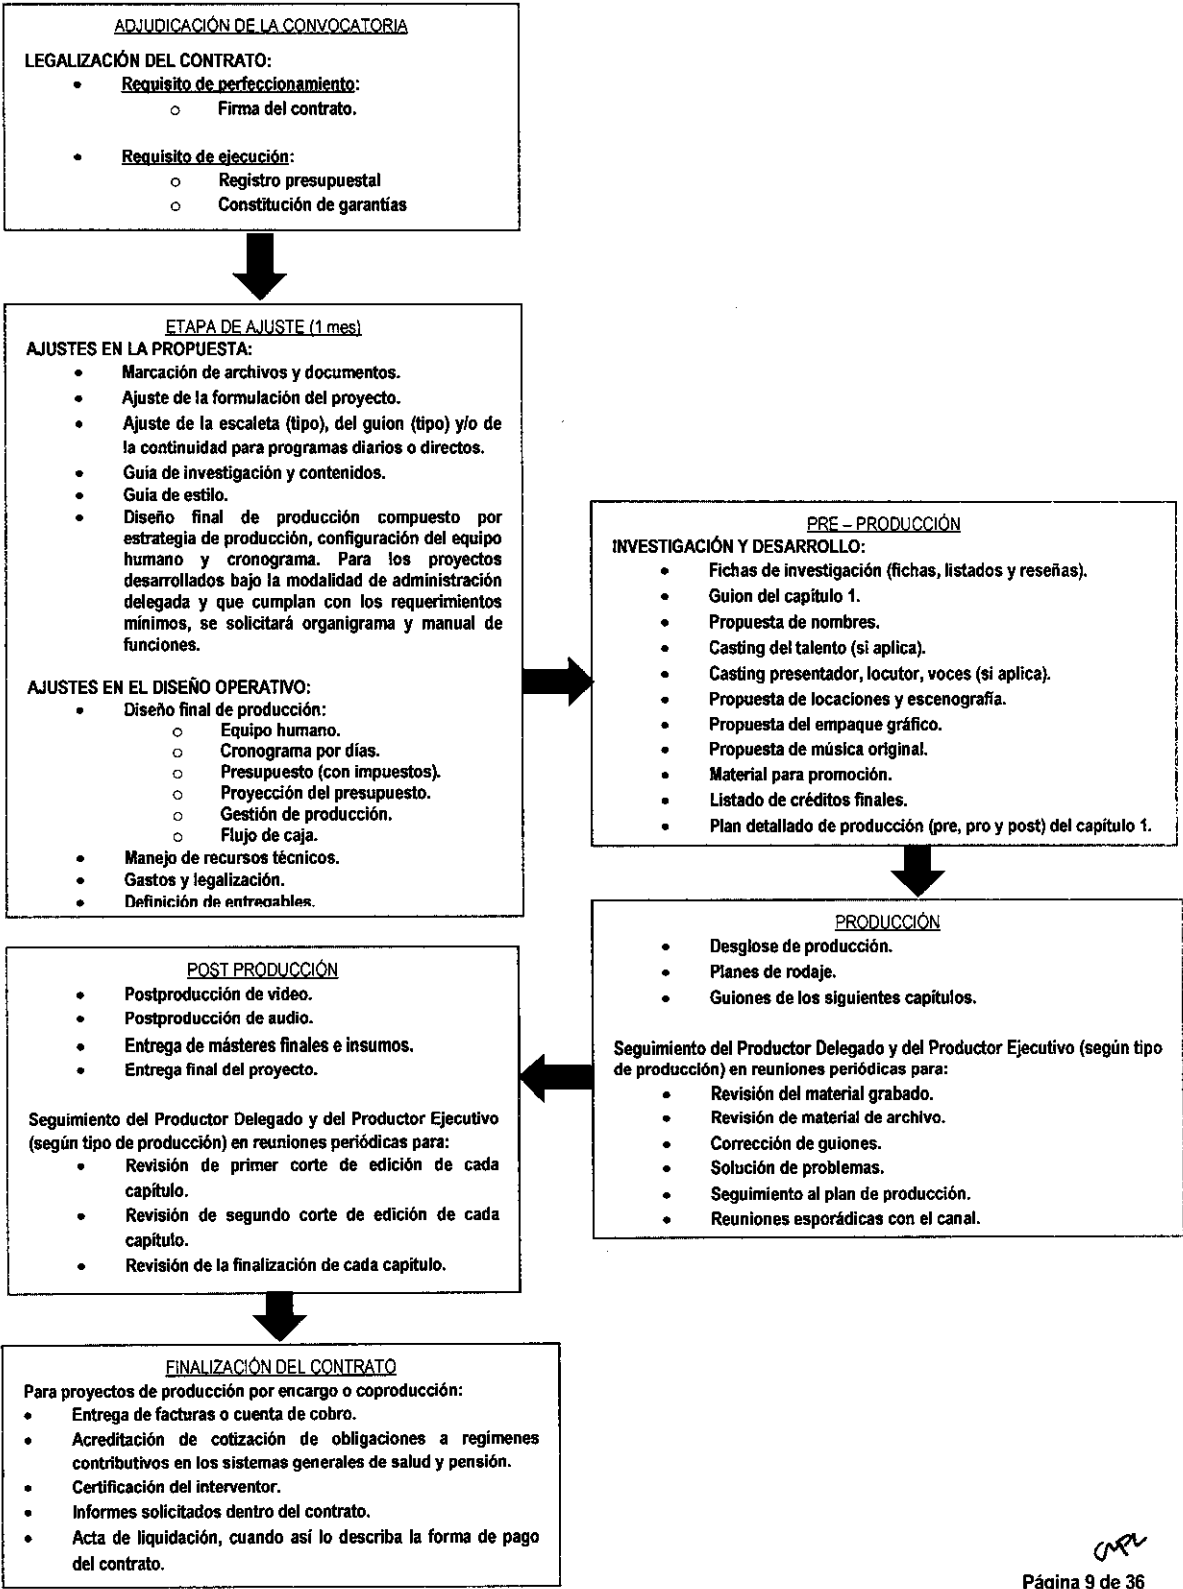 ADJUDICACIÓN DE LA CONVOCATORIA
LEGALIZACIÓN DEL CONTRATO:
• Requisito de perfeccionamiento:
○ Firma del contrato.
• Requisito de ejecución:
○ Registro presupuestal
○ Constitución de garantías
ETAPA DE AJUSTE (1 mes)
AJUSTES EN LA PROPUESTA:
• Marcación de archivos y documentos.
• Ajuste de la formulación del proyecto.
• Ajuste de la escaleta (tipo), del guion (tipo) y/o de
la continuidad para programas diarios o directos.
• Guía de investigación y contenidos.
• Guia de estilo.
• Diseño final de producción compuesto por
estrategia de producción, configuración del equipo
humano y cronograma. Para los proyectos
desarrollados bajo la modalidad de administración
delegada y que cumplan con los requerimientos
mínimos, se solicitará organigrama y manual de
funciones.
AJUSTES EN EL DISEÑO OPERATIVO:
• Diseño final de producción:
○ Equipo humano.
○ Cronograma por días.
○ Presupuesto (con impuestos).
○ Proyección del presupuesto.
○ Gestión de producción.
○ Flujo de caja.
• Manejo de recursos técnicos.
• Gastos y legalización.
• Definición de entregables.
PRE – PRODUCCIÓN
INVESTIGACIÓN Y DESARROLLO:
• Fichas de investigación (fichas, listados y reseñas).
• Guion del capítulo 1.
• Propuesta de nombres.
• Casting del talento (si aplica).
• Casting presentador, locutor, voces (si aplica).
• Propuesta de locaciones y escenografía.
• Propuesta del empaque gráfico.
• Propuesta de música original.
• Material para promoción.
• Listado de créditos finales.
• Plan detallado de producción (pre, pro y post) del capítulo 1.
PRODUCCIÓN
• Desglose de producción.
• Planes de rodaje.
• Guiones de los siguientes capítulos.
Seguimiento del Productor Delegado y del Productor Ejecutivo (según tipo
de producción) en reuniones periódicas para:
• Revisión del material grabado.
• Revisión de material de archivo.
• Corrección de guiones.
• Solución de problemas.
• Seguimiento al plan de producción.
• Reuniones esporádicas con el canal.
POST PRODUCCIÓN
• Postproducción de video.
• Postproducción de audio.
• Entrega de másteres finales e insumos.
• Entrega final del proyecto.
Seguimiento del Productor Delegado y del Productor Ejecutivo
(según tipo de producción) en reuniones periódicas para:
• Revisión de primer corte de edición de cada
capítulo.
• Revisión de segundo corte de edición de cada
capítulo.
• Revisión de la finalización de cada capitulo.
FINALIZACIÓN DEL CONTRATO
Para proyectos de producción por encargo o coproducción:
• Entrega de facturas o cuenta de cobro.
• Acreditación de cotización de obligaciones a regímenes
contributivos en los sistemas generales de salud y pensión.
• Certificación del interventor.
• Informes solicitados dentro del contrato.
• Acta de liquidación, cuando así lo describa la forma de pago
del contrato.
Página 9 de 36